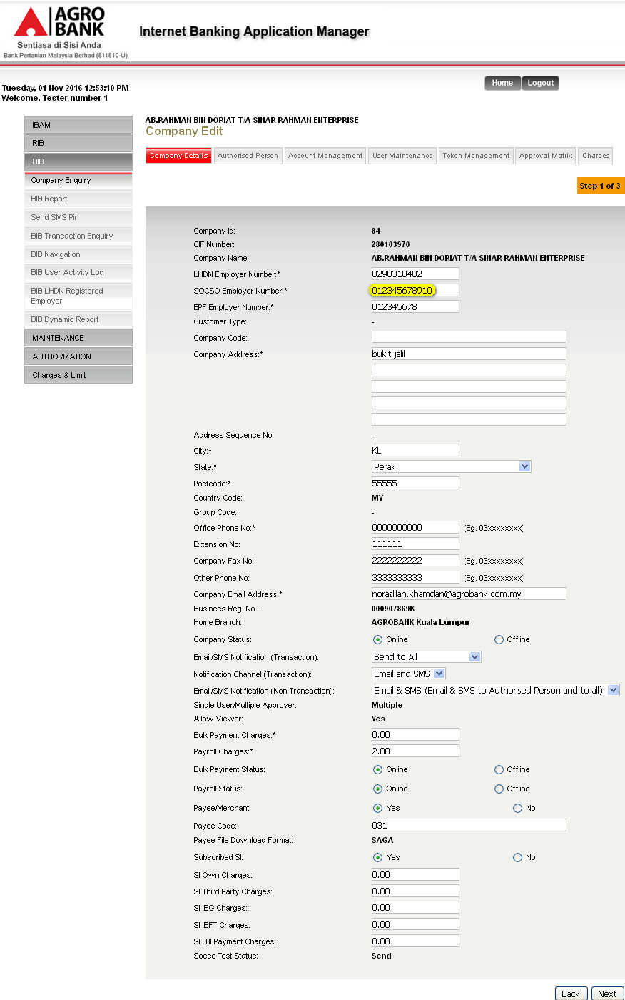 AGRO
BANK
Sentiasa di Sisi Anda
Bank Pertanian Malaysia Berhad (811810-U)
Internet Banking Application Manager
Tuesday, 01 Nov 2016 12:53:10 PM
Welcome, Tester number 1
Home Logout
IBAM
RIB
BIB
Company Enquiry
BIB Report
Send SMS Pin
BIB Transaction Enquiry
BIB Navigation
BIB User Activity Log
BIB LHDN Registered
Employer
BIB Dynamic Report
MAINTENANCE
AUTHORIZATION
Charges & Limit
AB.RAHMAN BIN DORIAT T/A SINAR RAHMAN ENTERPRISE
Company Edit
Company Details Authorised Person Account Management User Maintenance Token Management Approval Matrix Charges
Step 1 of 3
Company Id: 84
CIF Number: 280103970
Company Name: AB.RAHMAN BIN DORIAT T/A SINAR RAHMAN ENTERPRISE
LHDN Employer Number:* 0290318402
SOCSO Employer Number:* 012345678910
EPF Employer Number:* 012345678
Customer Type: -
Company Code:
Company Address:* bukit jalil
Address Sequence No: -
City:* KL
State:* Perak
Postcode:* 55555
Country Code: MY
Group Code: -
Office Phone No:* 0000000000 (Eg. 03xxxxxxxx)
Extension No: 111111
Company Fax No: 2222222222 (Eg. 03xxxxxxxx)
Other Phone No: 3333333333 (Eg. 03xxxxxxxx)
Company Email Address:* norazlilah.khamdan@agrobank.com.my
Business Reg. No.: 000907869K
Home Branch: AGROBANK Kuala Lumpur
Company Status: Online Offline
Email/SMS Notification (Transaction): Send to All
Notification Channel (Transaction): Email and SMS
Email/SMS Notification (Non Transaction): Email & SMS (Email & SMS to Authorised Person and to all)
Single User/Multiple Approver: Multiple
Allow Viewer: Yes
Bulk Payment Charges:* 0.00
Payroll Charges:* 2.00
Bulk Payment Status: Online Offline
Payroll Status: Online Offline
Payee/Merchant: Yes No
Payee Code: 031
Payee File Download Format: SAGA
Subscribed SI: Yes No
SI Own Charges: 0.00
SI Third Party Charges: 0.00
SI IBG Charges: 0.00
SI IBFT Charges: 0.00
SI Bill Payment Charges: 0.00
Socso Test Status: Send
Back Next